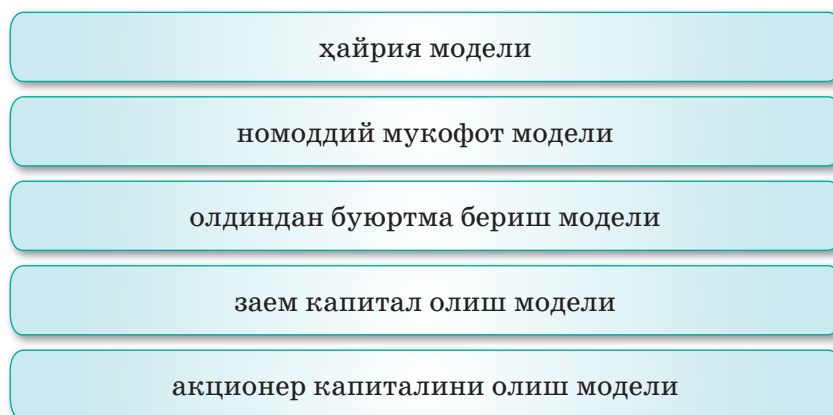 ҳайрия модели
номоддий мукофот модели
олдиндан буюртма бериш модели
заем капитал олиш модели
акционер капиталини олиш модели